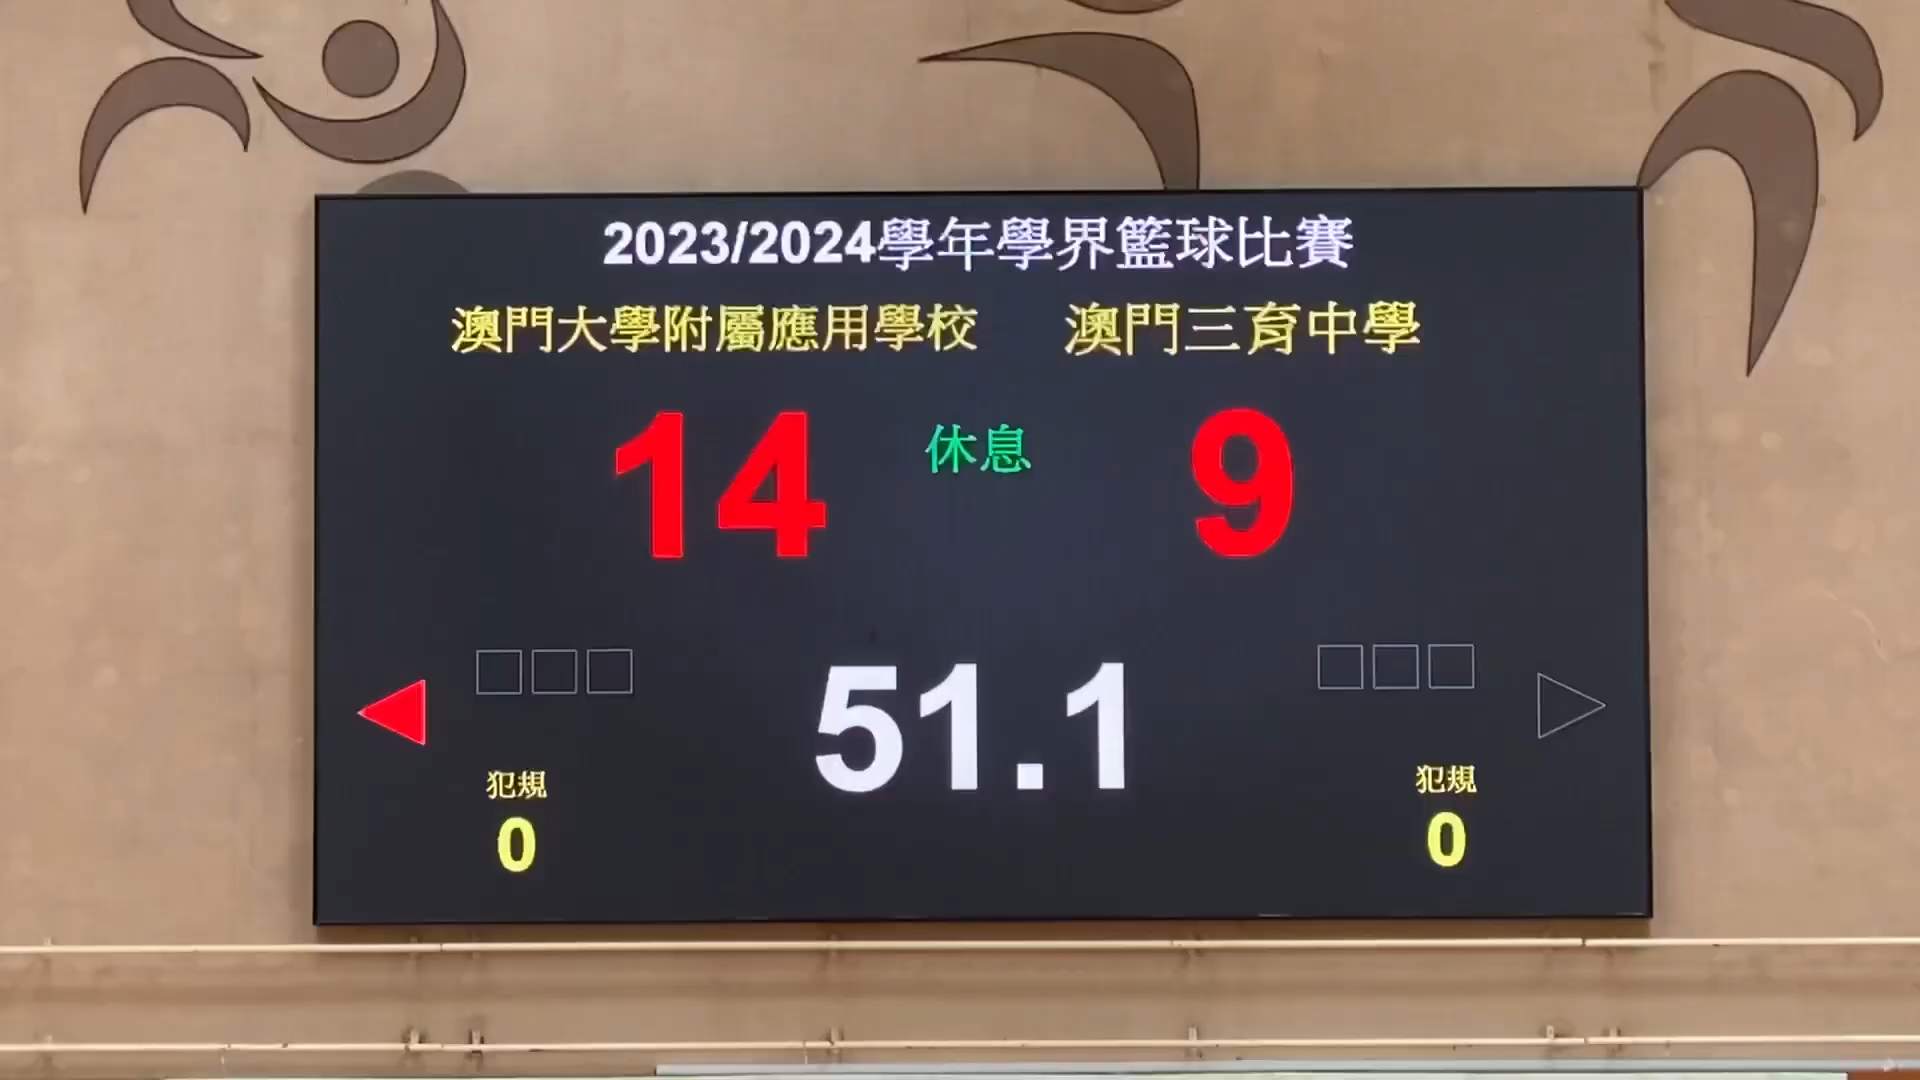 2023/2024學年學界籃球比賽
澳門大學附屬應用學校 澳門三育中學
14 休息 9
51.1
犯規 犯規
0 0